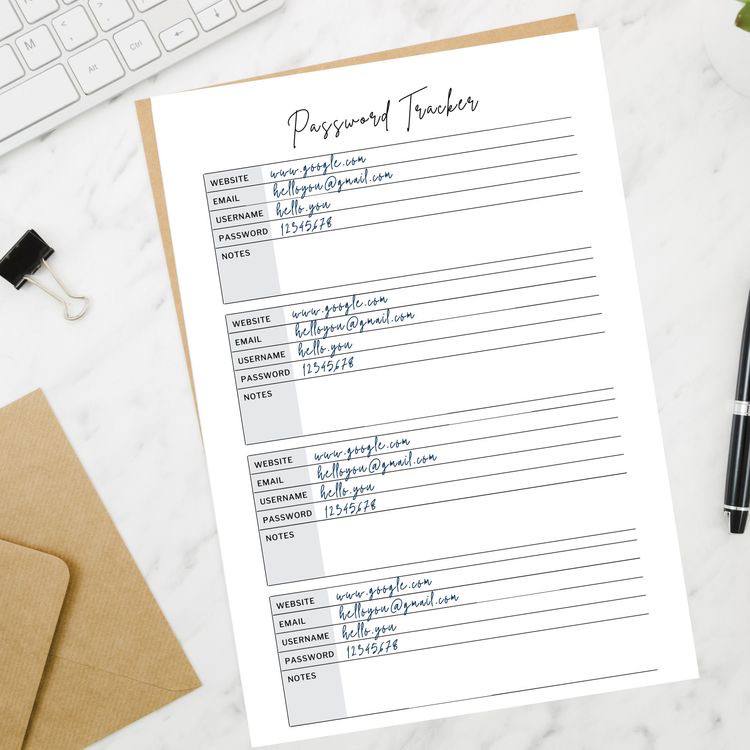 M
<
>
?
Alt
Ctrl
Password Tracker
WEBSITE www.google.com
EMAIL helloyou@gmail.com
USERNAME hello.you
PASSWORD 12345678
NOTES
WEBSITE www.google.com
EMAIL helloyou@gmail.com
USERNAME hello.you
PASSWORD 12345678
NOTES
WEBSITE www.google.com
EMAIL helloyou@gmail.com
USERNAME hello.you
PASSWORD 12345678
NOTES
WEBSITE www.google.com
EMAIL helloyou@gmail.com
USERNAME hello.you
PASSWORD 12345678
NOTES